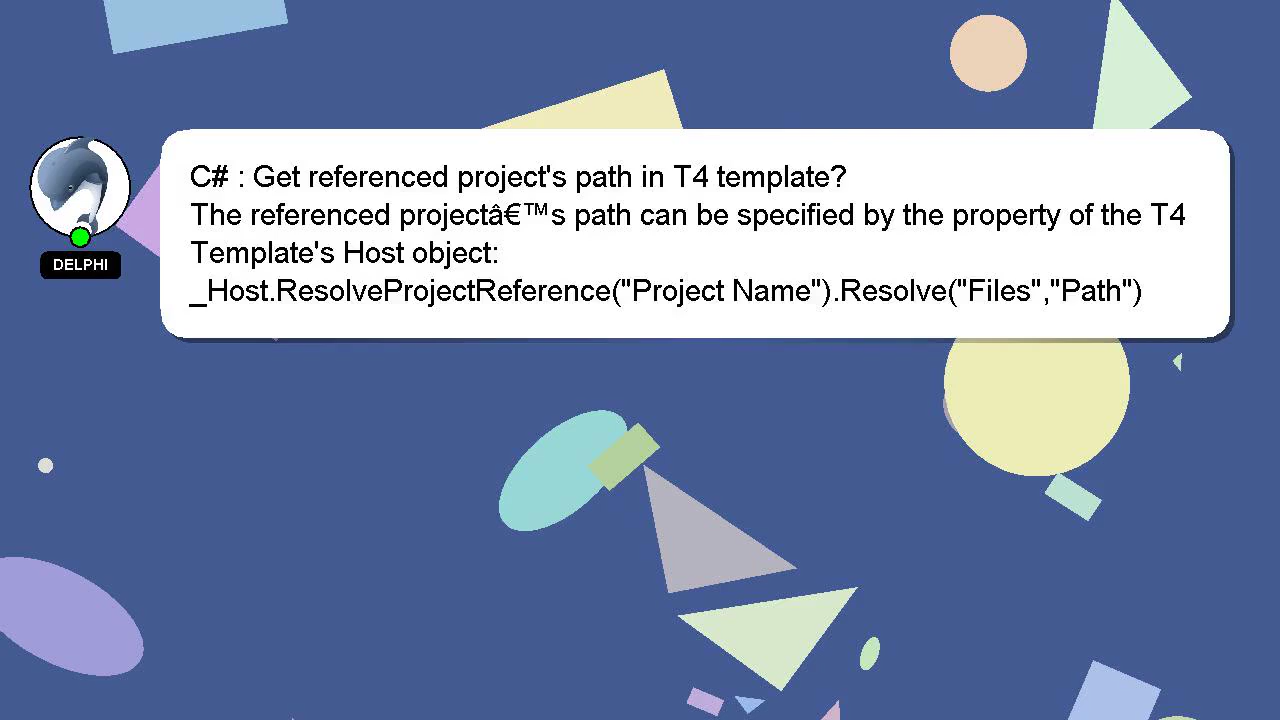 C# : Get referenced project's path in T4 template?
The referenced projectâ€™s path can be specified by the property of the T4
Template's Host object:
_Host.ResolveProjectReference("Project Name").Resolve("Files","Path")
DELPHI